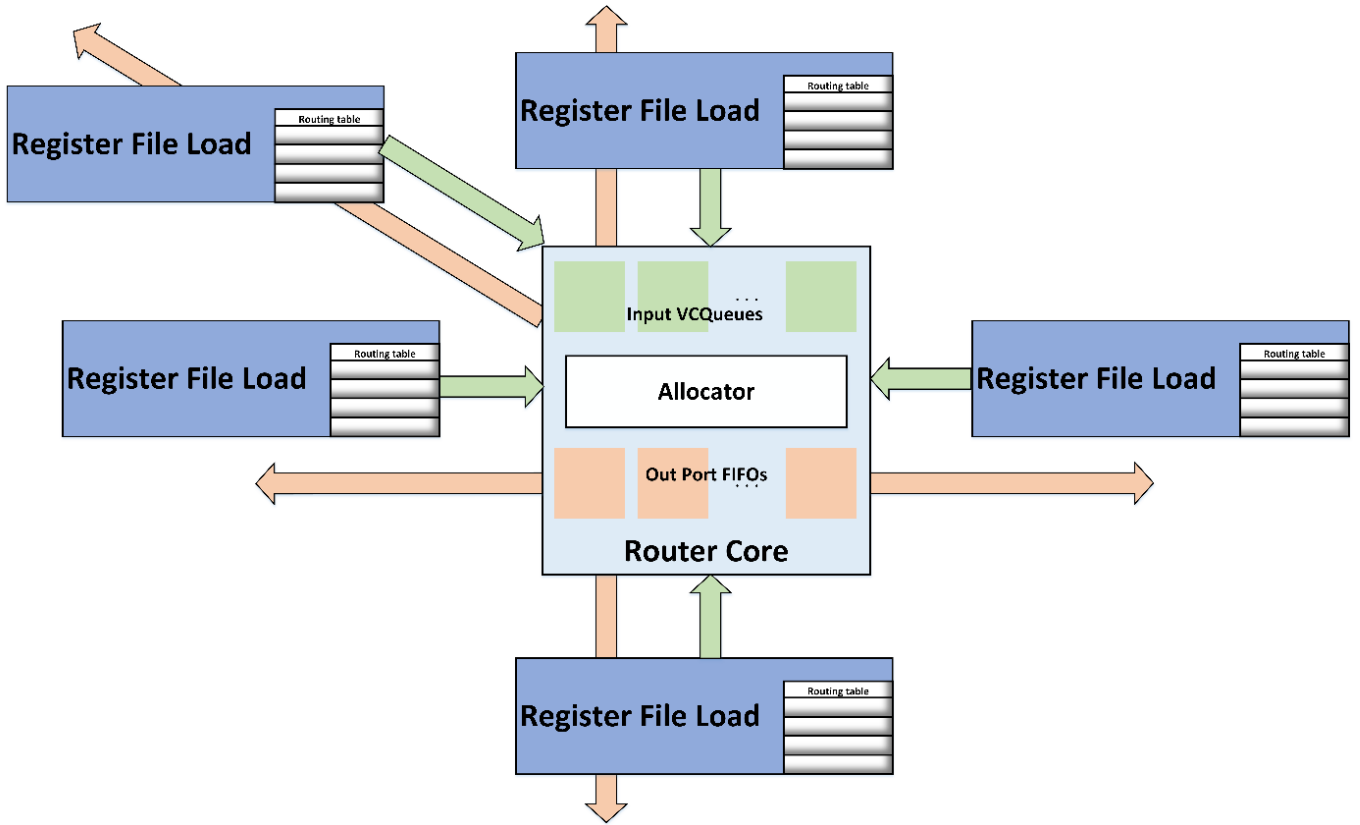 Register File Load
Routing table
Register File Load
Routing table
Input VCQueues
...
Register File Load
Routing table
Allocator
Register File Load
Routing table
Out Port FIFOs
...
Router Core
Register File Load
Routing table